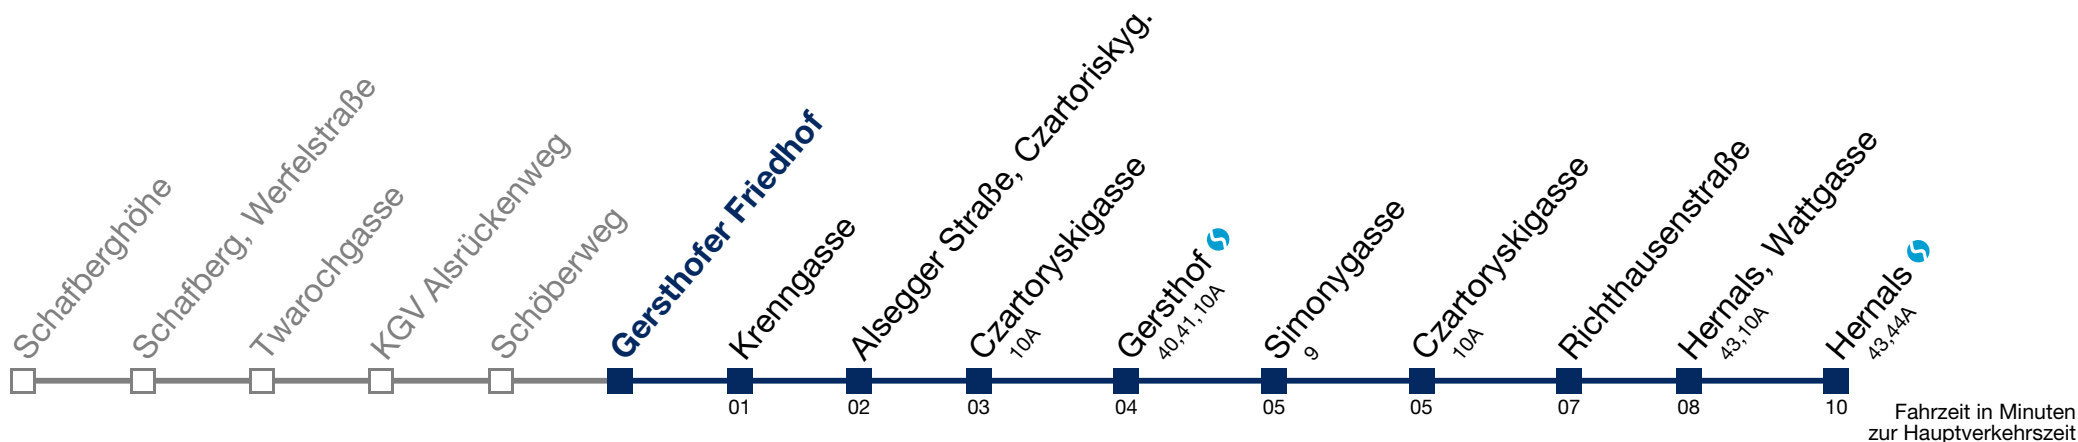 Schafberghöhe
Schafberg, Werfelstraße
Twarochgasse
KGV Alsrückenweg
Schöberweg
Gersthofer Friedhof
Krenngasse
Alsegger Straße, Czartoriskyg.
Czartoryskigasse
10A
Gersthof
40,41,10A
Simonygasse
9
Czartoryskigasse
10A
Richthausenstraße
Hernals, Wattgasse
43,10A
Hernals
43,44A
01
02
03
04
05
05
07
08
10
Fahrzeit in Minuten
zur Hauptverkehrszeit